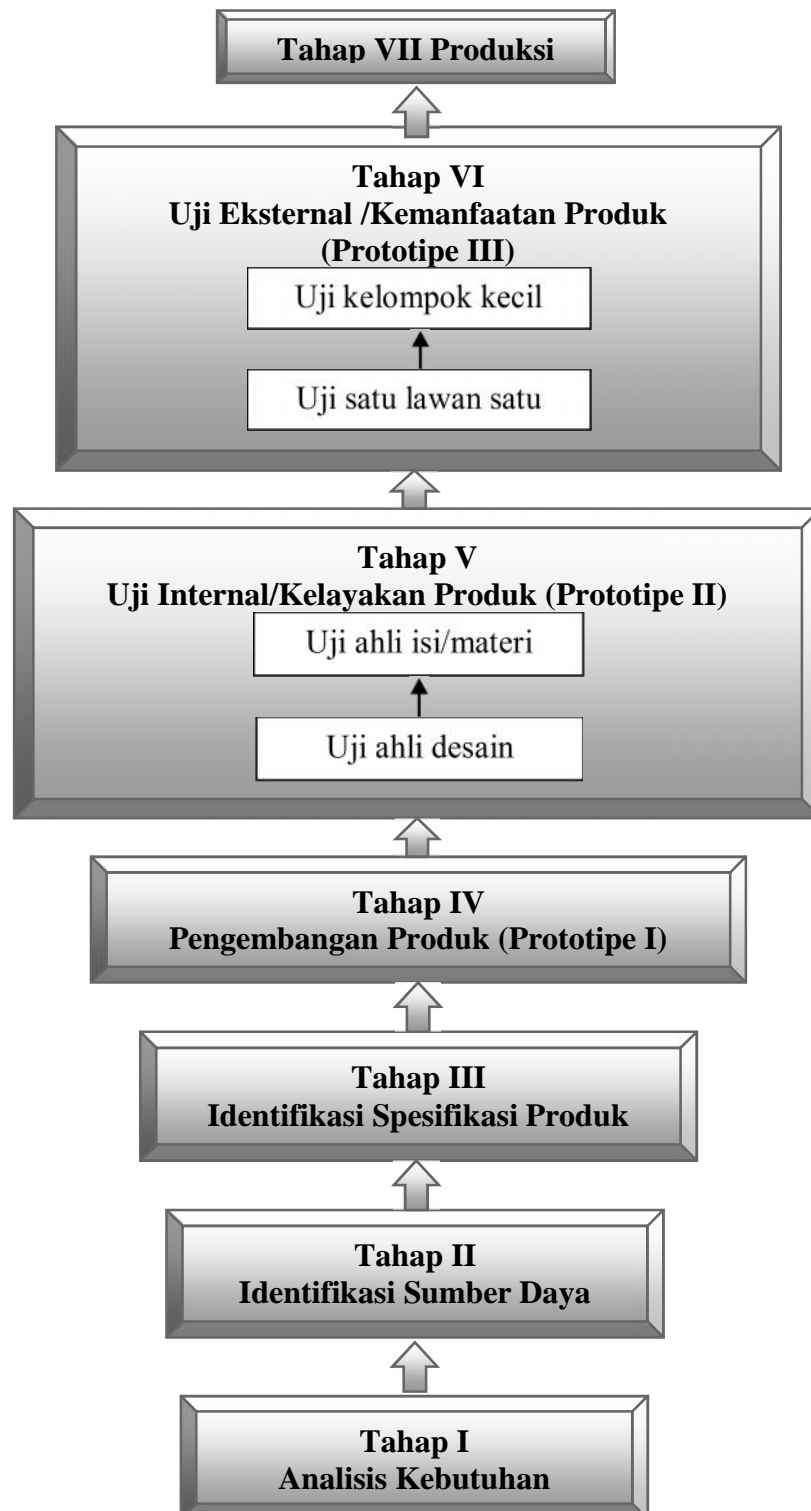 Tahap VII Produksi
Tahap VI
Uji Eksternal /Kemanfaatan Produk
(Prototipe III)
Uji kelompok kecil
Uji satu lawan satu
Tahap V
Uji Internal/Kelayakan Produk (Prototipe II)
Uji ahli isi/materi
Uji ahli desain
Tahap IV
Pengembangan Produk (Prototipe I)
Tahap III
Identifikasi Spesifikasi Produk
Tahap II
Identifikasi Sumber Daya
Tahap I
Analisis Kebutuhan